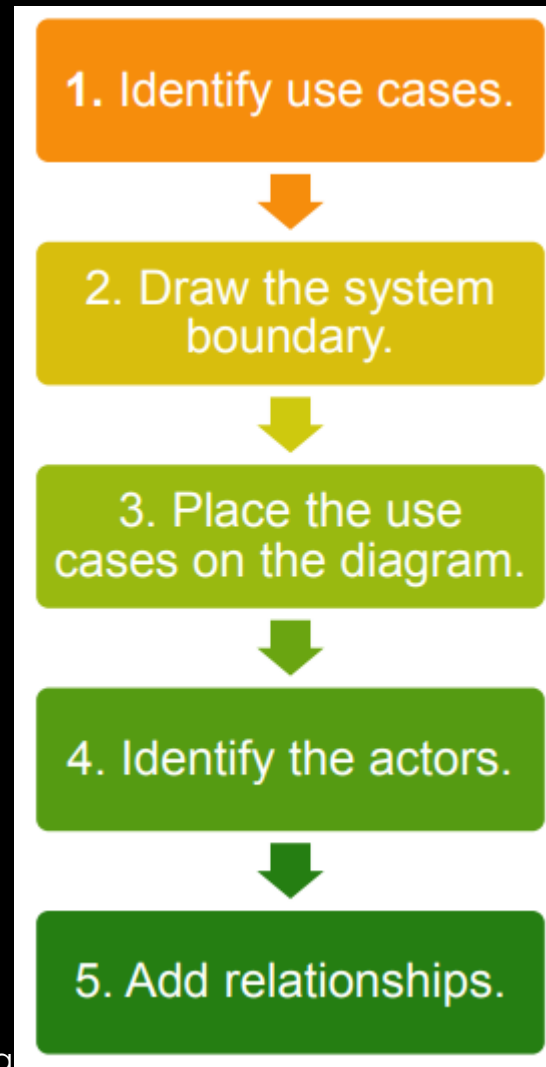 1. Identify use cases.
2. Draw the system
boundary.
3. Place the use
cases on the diagram.
4. Identify the actors.
5. Add relationships.